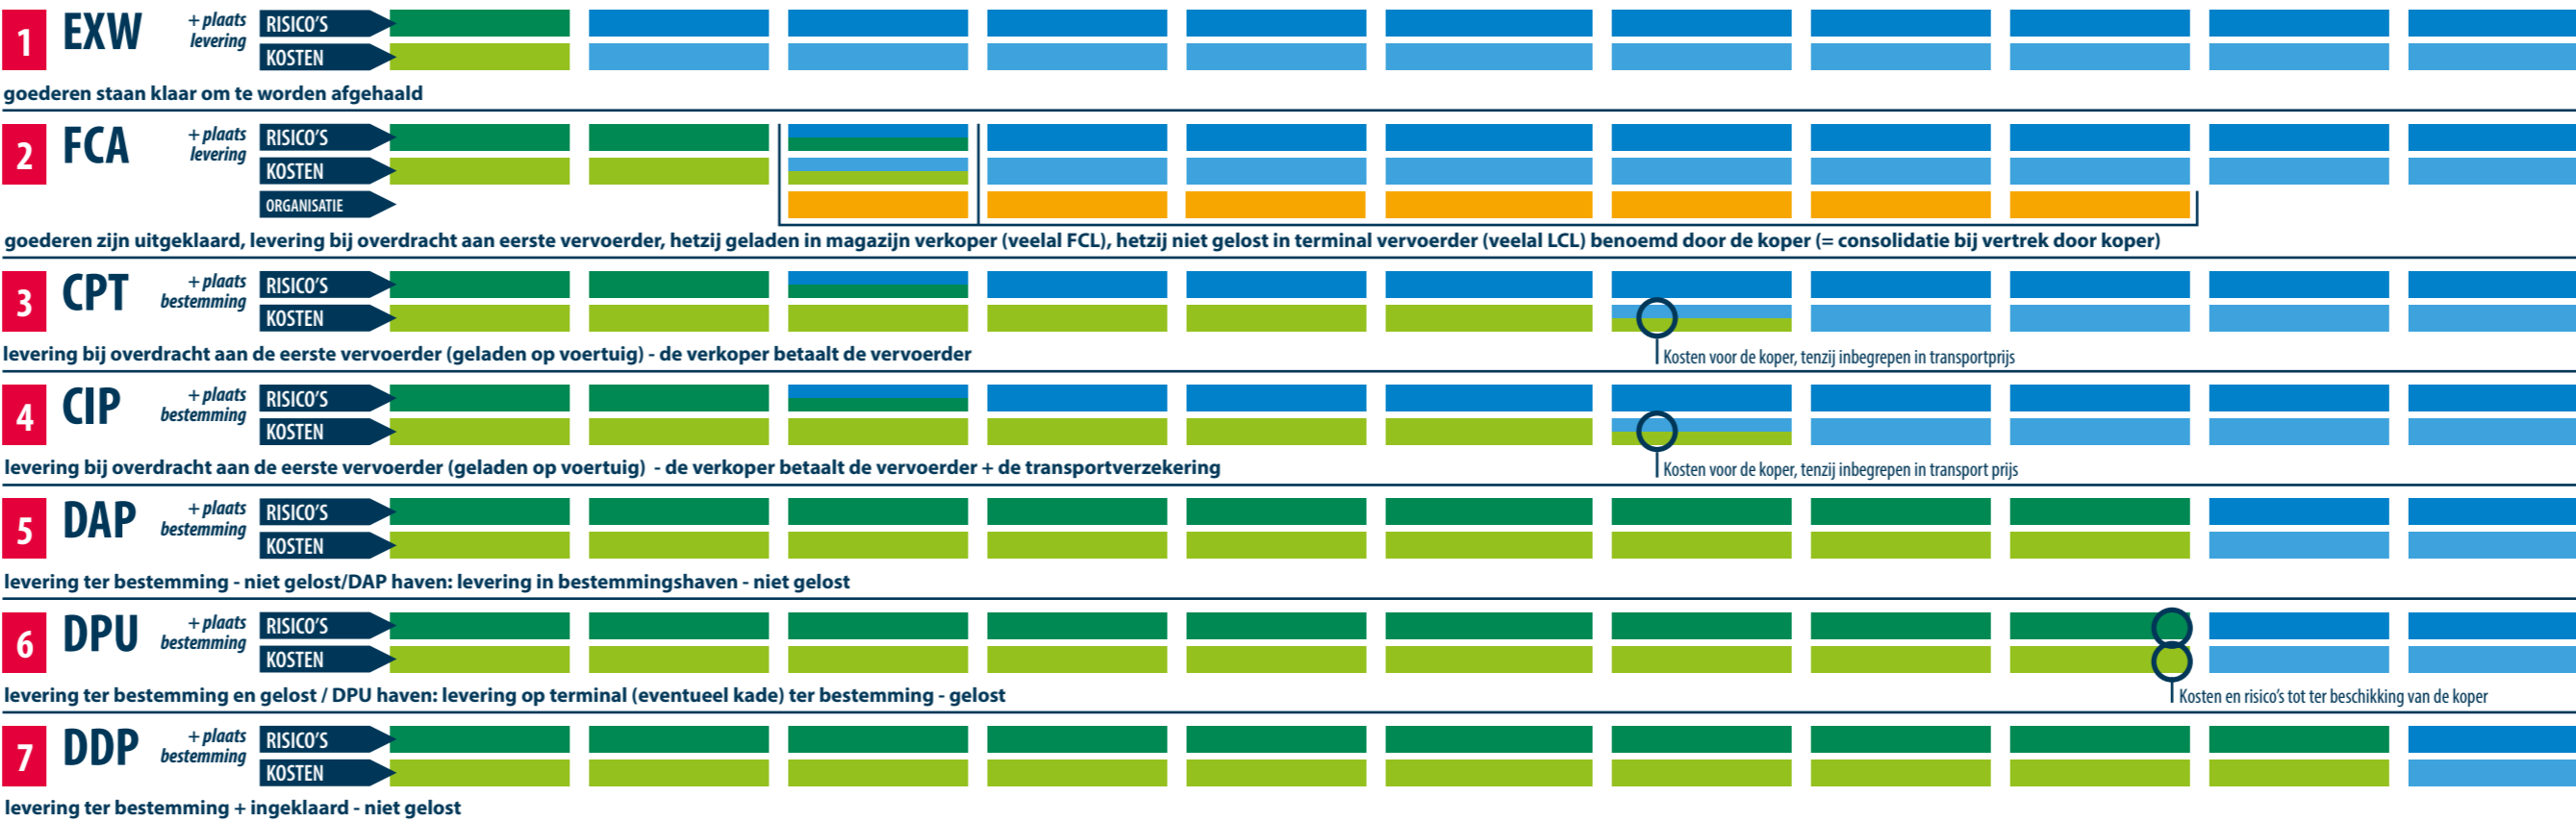 1 EXW + plaats levering RISICO'S
KOSTEN
goederen staan klaar om te worden afgehaald
2 FCA + plaats levering RISICO'S
KOSTEN
ORGANISATIE
goederen zijn uitgeklaard, levering bij overdracht aan eerste vervoerder, hetzij geladen in magazijn verkoper (veelal FCL), hetzij niet gelost in terminal vervoerder (veelal LCL) benoemd door de koper (= consolidatie bij vertrek door koper)
3 CPT + plaats bestemming RISICO'S
KOSTEN
levering bij overdracht aan de eerste vervoerder (geladen op voertuig) - de verkoper betaalt de vervoerder
Kosten voor de koper, tenzij inbegrepen in transportprijs
4 CIP + plaats bestemming RISICO'S
KOSTEN
levering bij overdracht aan de eerste vervoerder (geladen op voertuig) - de verkoper betaalt de vervoerder + de transportverzekering
Kosten voor de koper, tenzij inbegrepen in transport prijs
5 DAP + plaats bestemming RISICO'S
KOSTEN
levering ter bestemming - niet gelost/DAP haven: levering in bestemmingshaven - niet gelost
6 DPU + plaats bestemming RISICO'S
KOSTEN
levering ter bestemming en gelost / DPU haven: levering op terminal (eventueel kade) ter bestemming - gelost
Kosten en risico's tot ter beschikking van de koper
7 DDP + plaats bestemming RISICO'S
KOSTEN
levering ter bestemming + ingeklaard - niet gelost